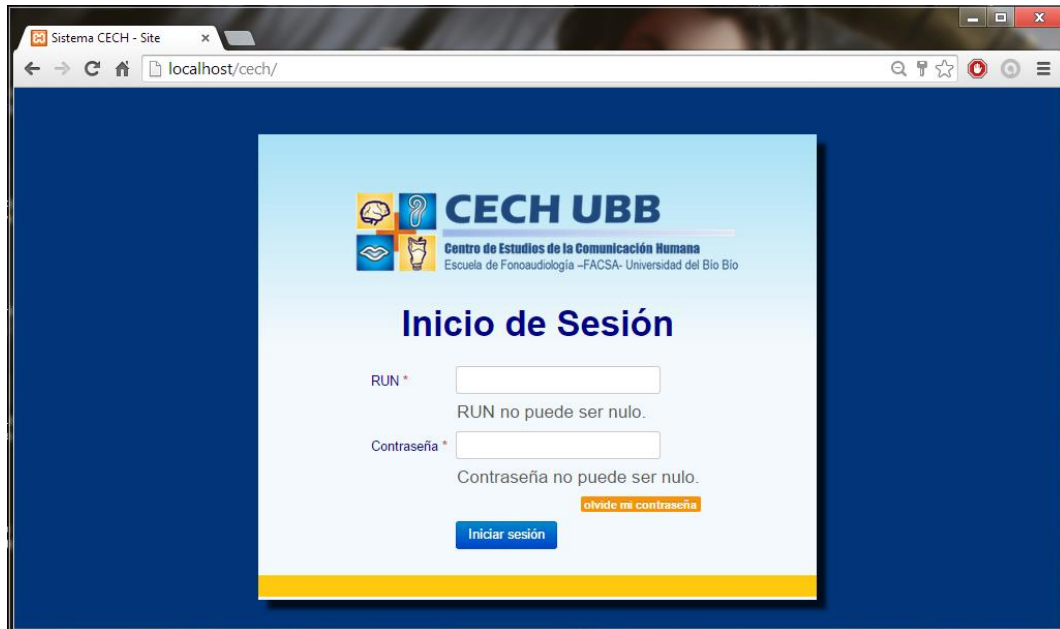 Sistema CECH - Site
localhost/cech/
CECH UBB
Centro de Estudios de la Comunicación Humana
Escuela de Fonoaudiología –FACSA- Universidad del Bio Bio
Inicio de Sesión
RUN *
RUN no puede ser nulo.
Contraseña *
Contraseña no puede ser nulo.
olvide mi contraseña
Iniciar sesión